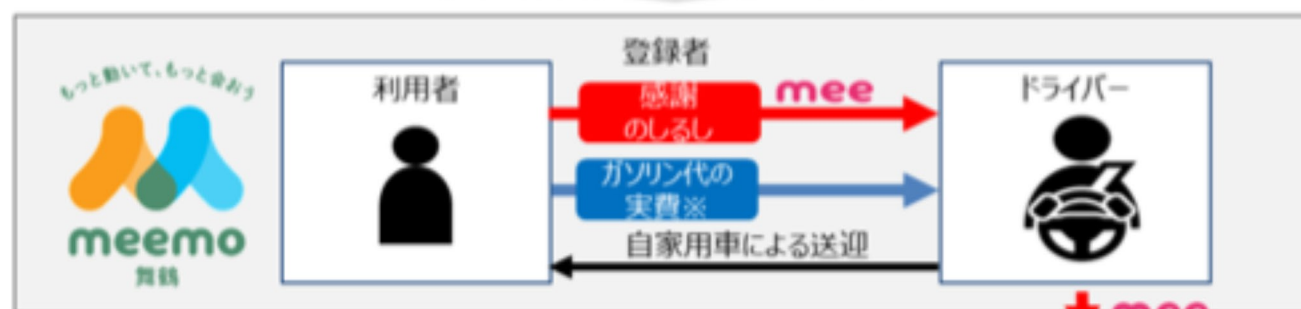 もっと動いて、もっと会おう
meemo
舞鶴
利用者
登録者
感謝
のしるし
mee
ガソリン代の
実費※
自家用車による送迎
ドライバー
+mee